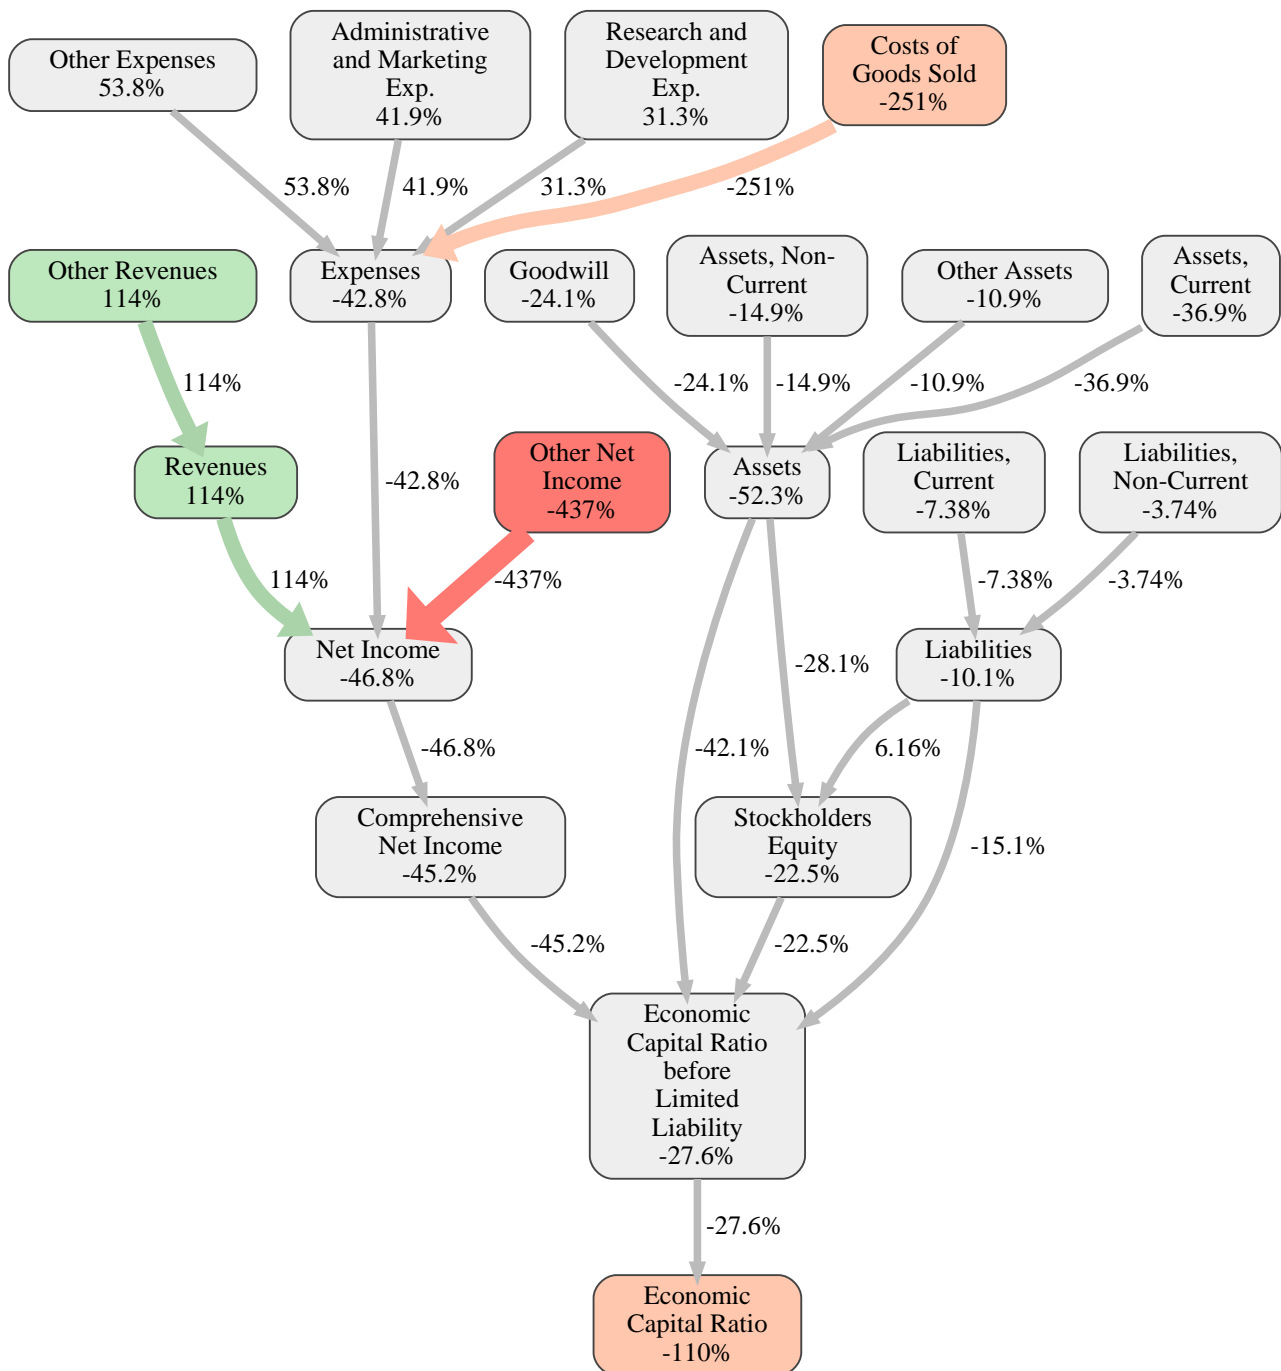 Other Expenses
53.8%
Administrative
and Marketing
Exp.
41.9%
Research and
Development
Exp.
31.3%
Costs of
Goods Sold
-251%
53.8%
41.9%
31.3%
-251%
Other Revenues
114%
Expenses
-42.8%
Goodwill
-24.1%
Assets, Non-
Current
-14.9%
Other Assets
-10.9%
Assets,
Current
-36.9%
114%
-24.1%
-14.9%
-10.9%
-36.9%
Revenues
114%
-42.8%
Other Net
Income
-437%
Assets
-52.3%
Liabilities,
Current
-7.38%
Liabilities,
Non-Current
-3.74%
114%
-437%
-7.38%
-3.74%
Net Income
-46.8%
-28.1%
Liabilities
-10.1%
-46.8%
-42.1%
6.16%
Comprehensive
Net Income
-45.2%
Stockholders
Equity
-22.5%
-15.1%
-45.2%
-22.5%
Economic
Capital Ratio
before
Limited
Liability
-27.6%
-27.6%
Economic
Capital Ratio
-110%